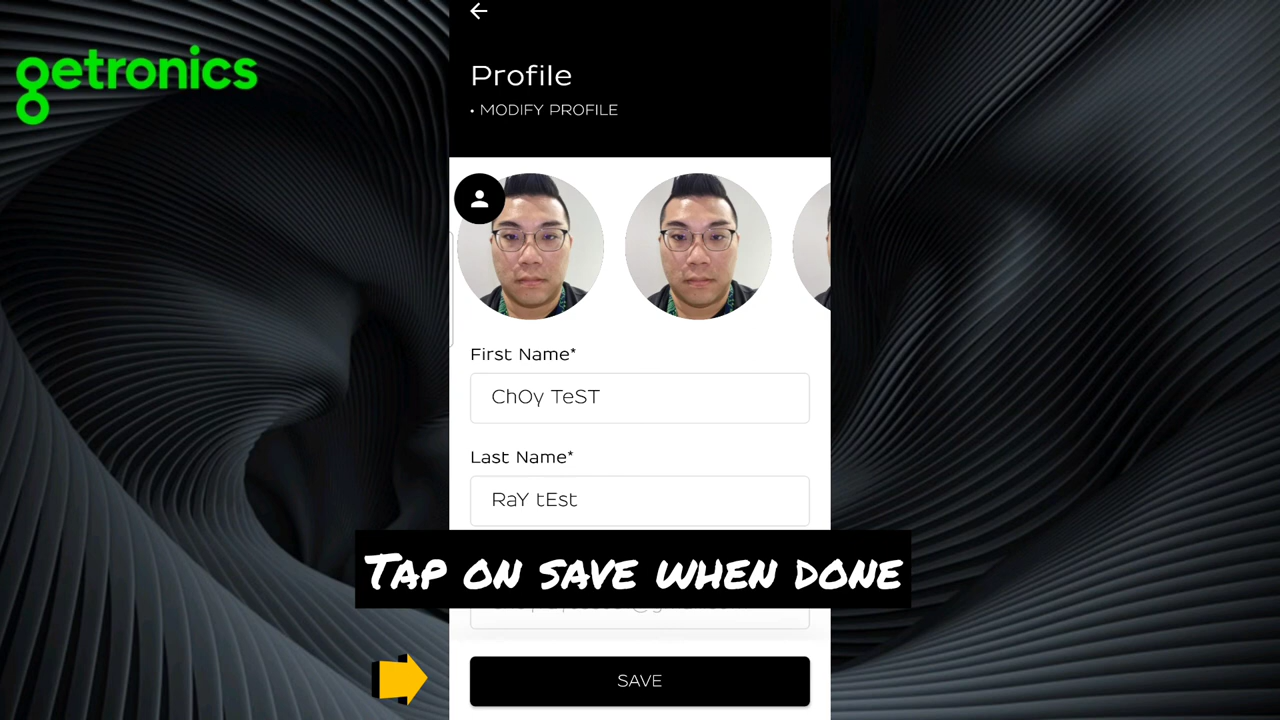 getronics
Profile
• MODIFY PROFILE
First Name*
ChOy TeST
Last Name*
RaY tEst
Tap on save when done
SAVE